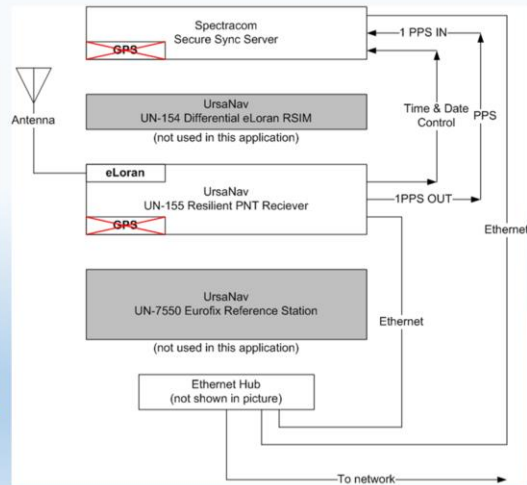 Spectracom
Secure Sync Server
GPS
1 PPS IN
Antenna
UrsaNav
UN-154 Differential eLoran RSIM
(not used in this application)
Time & Date
Control
PPS
eLoran
UrsaNav
UN-155 Resilient PNT Reciever
GPS
1PPS OUT
Ethernet
UrsaNav
UN-7550 Eurofix Reference Station
(not used in this application)
Ethernet
Ethernet Hub
(not shown in picture)
To network